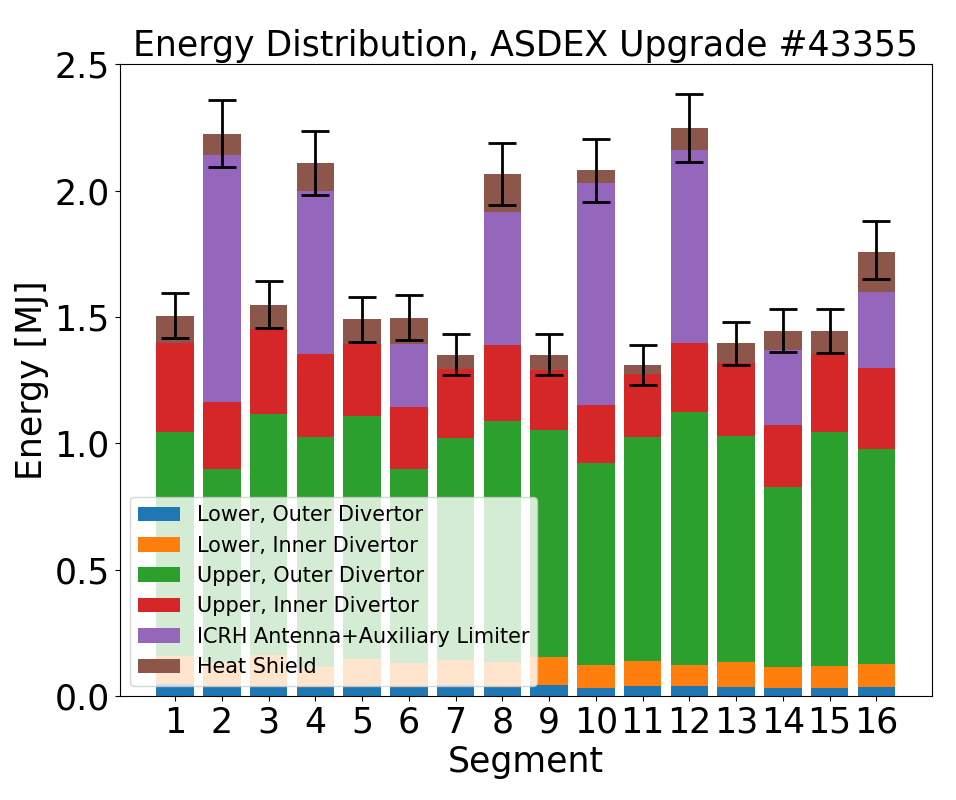 Energy Distribution, ASDEX Upgrade #43355
2.5
2.0
1.5
1.0
0.5
0.0
Energy [MJ]
Lower, Outer Divertor
Lower, Inner Divertor
Upper, Outer Divertor
Upper, Inner Divertor
ICRH Antenna+Auxiliary Limiter
Heat Shield
1 2 3 4 5 6 7 8 9 10 11 12 13 14 15 16
Segment